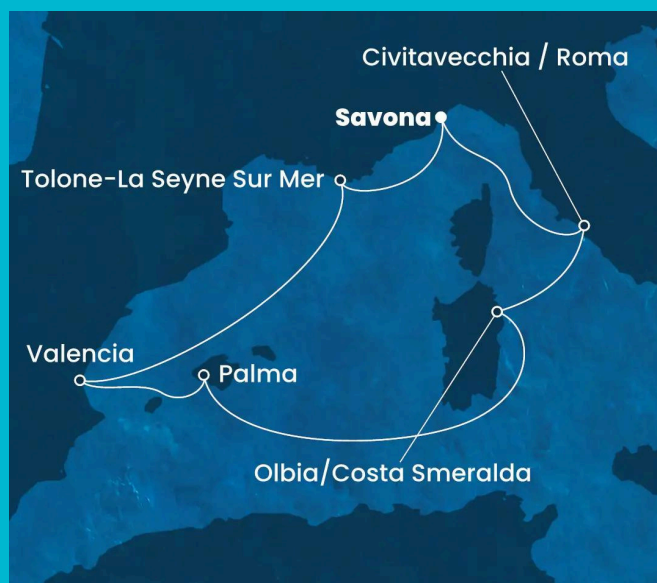 Civitavecchia / Roma
Savona
Tolone-La Seyne Sur Mer
Valencia
Palma
Olbia/Costa Smeralda